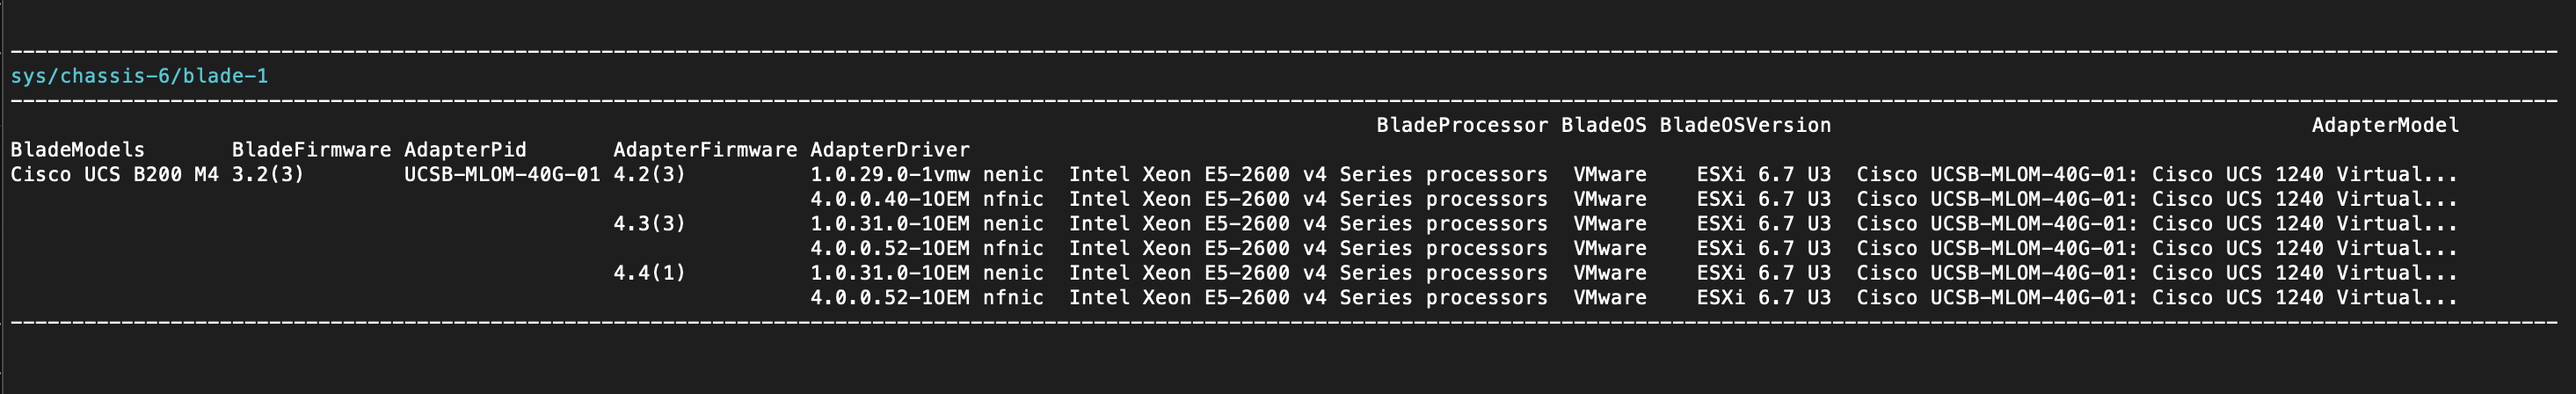 --------------------------------------------------------------------------------------------------------------------------------------------------------------------------------------------------------------------
sys/chassis-6/blade-1
--------------------------------------------------------------------------------------------------------------------------------------------------------------------------------------------------------------------
BladeProcessor BladeOS BladeOSVersion AdapterModel
BladeModels BladeFirmware AdapterPid AdapterFirmware AdapterDriver
Cisco UCS B200 M4 3.2(3) UCSB-MLOM-40G-01 4.2(3) 1.0.29.0-1vmw nenic Intel Xeon E5-2600 v4 Series processors VMware ESXi 6.7 U3 Cisco UCSB-MLOM-40G-01: Cisco UCS 1240 Virtual...
4.0.0.40-1OEM nfnic Intel Xeon E5-2600 v4 Series processors VMware ESXi 6.7 U3 Cisco UCSB-MLOM-40G-01: Cisco UCS 1240 Virtual...
4.3(3) 1.0.31.0-1OEM nenic Intel Xeon E5-2600 v4 Series processors VMware ESXi 6.7 U3 Cisco UCSB-MLOM-40G-01: Cisco UCS 1240 Virtual...
4.0.0.52-1OEM nfnic Intel Xeon E5-2600 v4 Series processors VMware ESXi 6.7 U3 Cisco UCSB-MLOM-40G-01: Cisco UCS 1240 Virtual...
4.4(1) 1.0.31.0-1OEM nenic Intel Xeon E5-2600 v4 Series processors VMware ESXi 6.7 U3 Cisco UCSB-MLOM-40G-01: Cisco UCS 1240 Virtual...
4.0.0.52-1OEM nfnic Intel Xeon E5-2600 v4 Series processors VMware ESXi 6.7 U3 Cisco UCSB-MLOM-40G-01: Cisco UCS 1240 Virtual...
--------------------------------------------------------------------------------------------------------------------------------------------------------------------------------------------------------------------